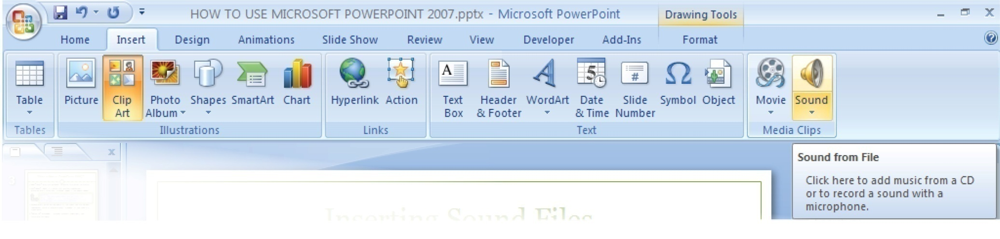 HOW TO USE MICROSOFT POWERPOINT 2007.pptx - Microsoft PowerPoint
Drawing Tools
Home Insert Design Animations Slide Show Review View Developer Add-Ins Format
Table
Picture
Clip
Art
Photo
Album
Shapes
SmartArt
Chart
Hyperlink
Action
A
Text
Box
Header
& Footer
WordArt
5
Date
& Time
#
Slide
Number
Ω
Symbol
Object
Movie
Sound
Tables Illustrations Links Text Media Clips
3
Inserting Sound Files
Sound from File
Click here to add music from a CD
or to record a sound with a
microphone.